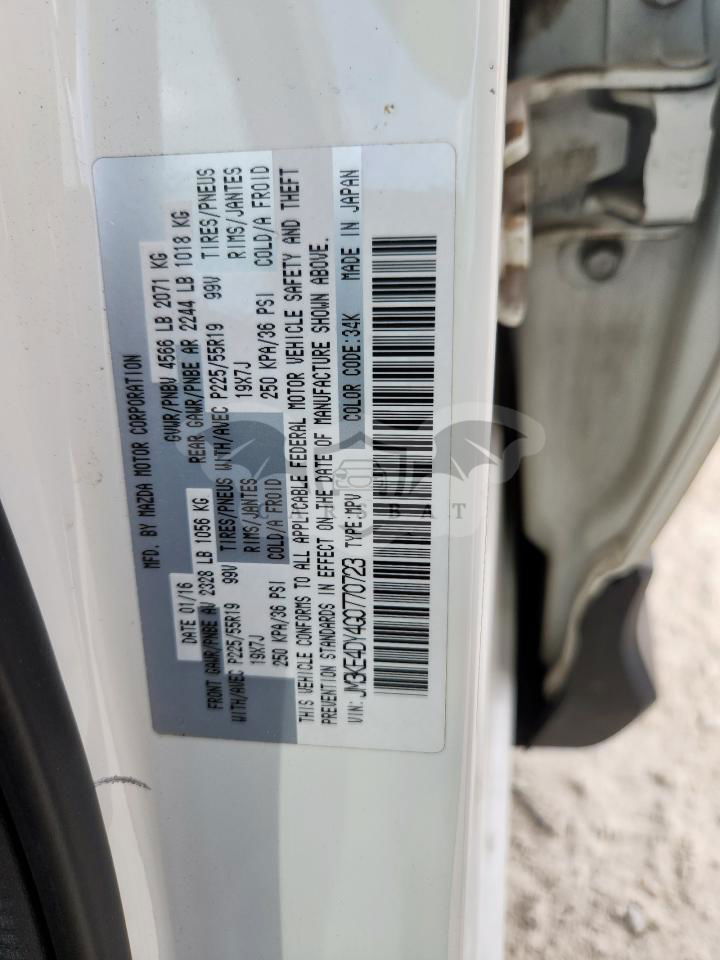 MFD. BY MAZDA MOTOR CORPORATION
DATE 01/16 GVWR/PNBV 4566 LB 2071 KG
FRONT GAWR/PNBE AV 2328 LB 1056 KG REAR GAWR/PNBE AR 2244 LB 1018 KG
WITH/AVEC P225/55R19 99V TIRES/PNEUS WITH/AVEC P225/55R19 99V TIRES/PNEUS
19X7J RIMS/JANTES 19X7J RIMS/JANTES
250 KPA/36 PSI COLD/A FROID 250 KPA/36 PSI COLD/A FROID
THIS VEHICLE CONFORMS TO ALL APPLICABLE FEDERAL MOTOR VEHICLE SAFETY AND THEFT
PREVENTION STANDARDS IN EFFECT ON THE DATE OF MANUFACTURE SHOWN ABOVE.
VIN: JM3KE4DY4G0770723 TYPE:MPV COLOR CODE:34K MADE IN JAPAN
CARSBAT